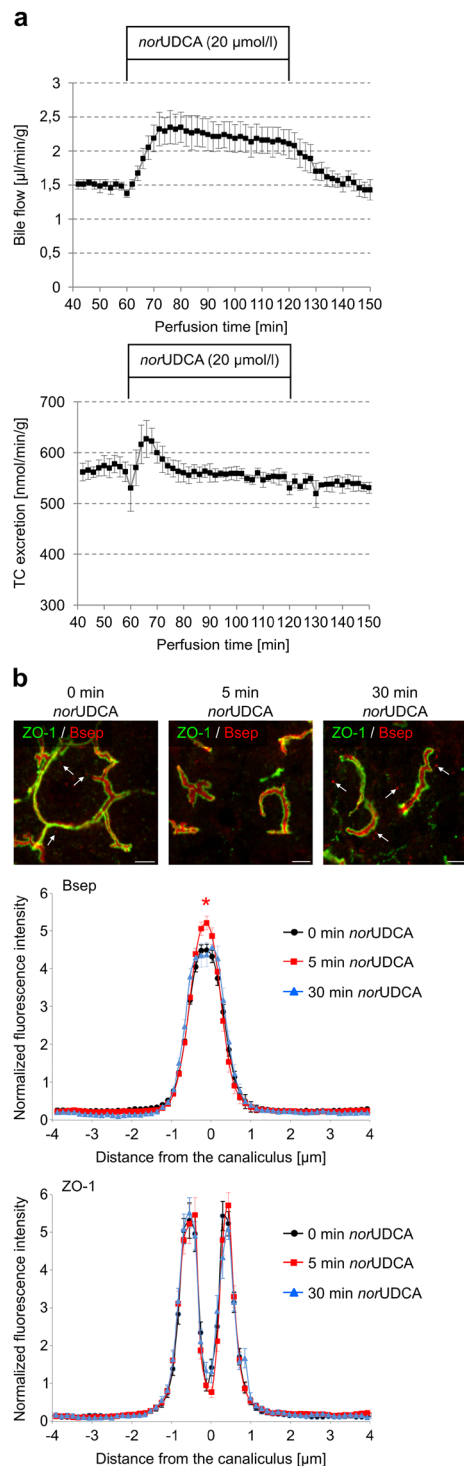 a
norUDCA (20 µmol/l)
Bile flow [µl/min/g]
3
2,5
2
1,5
1
0,5
0
40 50 60 70 80 90 100 110 120 130 140 150
Perfusion time [min]
norUDCA (20 µmol/l)
TC excretion [nmol/min/g]
700
600
500
400
300
40 50 60 70 80 90 100 110 120 130 140 150
Perfusion time [min]
b
0 min
norUDCA
5 min
norUDCA
30 min
norUDCA
ZO-1 / Bsep
ZO-1 / Bsep
ZO-1 / Bsep
Bsep
Normalized fluorescence intensity
6
5
4
3
2
1
0
*
0 min norUDCA
5 min norUDCA
30 min norUDCA
-4 -3 -2 -1 0 1 2 3 4
Distance from the canaliculus [µm]
ZO-1
Normalized fluorescence intensity
6
5
4
3
2
1
0
0 min norUDCA
5 min norUDCA
30 min norUDCA
-4 -3 -2 -1 0 1 2 3 4
Distance from the canaliculus [µm]